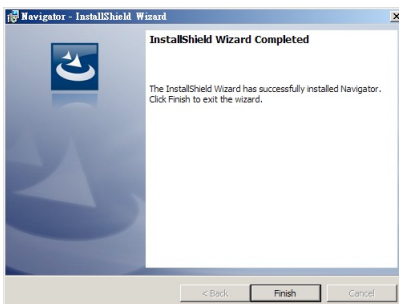 Navigator - InstallShield Wizard
InstallShield Wizard Completed
The InstallShield Wizard has successfully installed Navigator.
Click Finish to exit the wizard.
< Back
Finish
Cancel